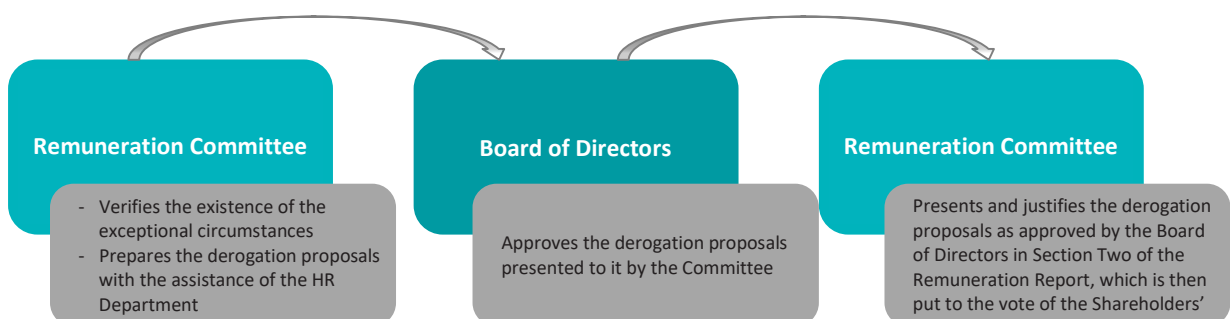 Remuneration Committee
- Verifies the existence of the
exceptional circumstances
- Prepares the derogation proposals
with the assistance of the HR
Department
Board of Directors
Approves the derogation proposals
presented to it by the Committee
Remuneration Committee
Presents and justifies the derogation
proposals as approved by the Board
of Directors in Section Two of the
Remuneration Report, which is then
put to the vote of the Shareholders’